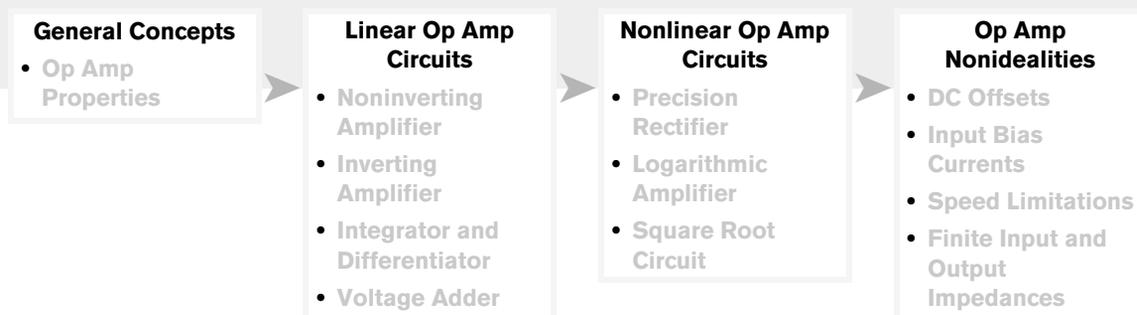 General Concepts
• Op Amp
Properties
Linear Op Amp
Circuits
• Noninverting
Amplifier
• Inverting
Amplifier
• Integrator and
Differentiator
• Voltage Adder
Nonlinear Op Amp
Circuits
• Precision
Rectifier
• Logarithmic
Amplifier
• Square Root
Circuit
Op Amp
Nonidealities
• DC Offsets
• Input Bias
Currents
• Speed Limitations
• Finite Input and
Output
Impedances